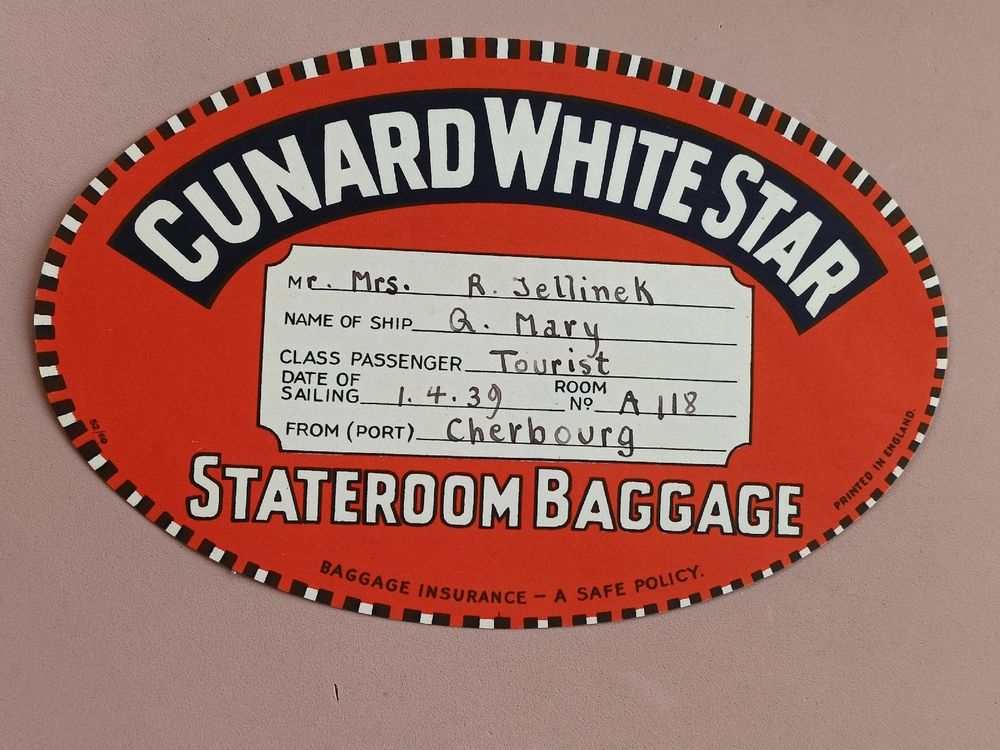 CUNARD WHITE STAR
Mr. Mrs. R. Jellinek
NAME OF SHIP Q. Mary
CLASS PASSENGER Tourist
DATE OF SAILING 1.4.39 ROOM Nº A 118
FROM (PORT) Cherbourg
STATEROOM BAGGAGE
BAGGAGE INSURANCE – A SAFE POLICY.
PRINTED IN ENGLAND.